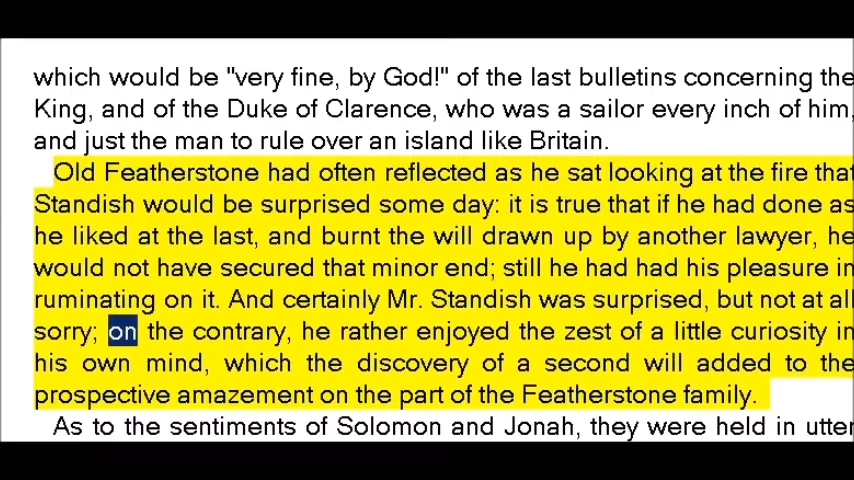 which would be "very fine, by God!" of the last bulletins concerning the
King, and of the Duke of Clarence, who was a sailor every inch of him,
and just the man to rule over an island like Britain.
Old Featherstone had often reflected as he sat looking at the fire that
Standish would be surprised some day: it is true that if he had done as
he liked at the last, and burnt the will drawn up by another lawyer, he
would not have secured that minor end; still he had had his pleasure in
ruminating on it. And certainly Mr. Standish was surprised, but not at all
sorry; on the contrary, he rather enjoyed the zest of a little curiosity in
his own mind, which the discovery of a second will added to the
prospective amazement on the part of the Featherstone family.
As to the sentiments of Solomon and Jonah, they were held in utter